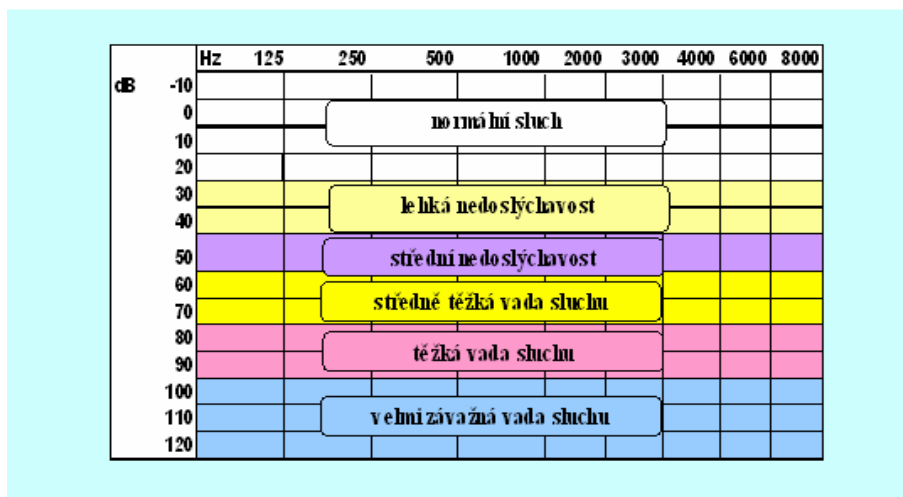 Hz 125 250 500 1000 2000 3000 4000 6000 8000
dB -10
0
normální sluch
10
20
30
lehká nedoslýchavost
40
50 střední nedoslýchavost
60
středně těžká vada sluchu
70
80
těžká vada sluchu
90
100
110 velmi závažná vada sluchu
120